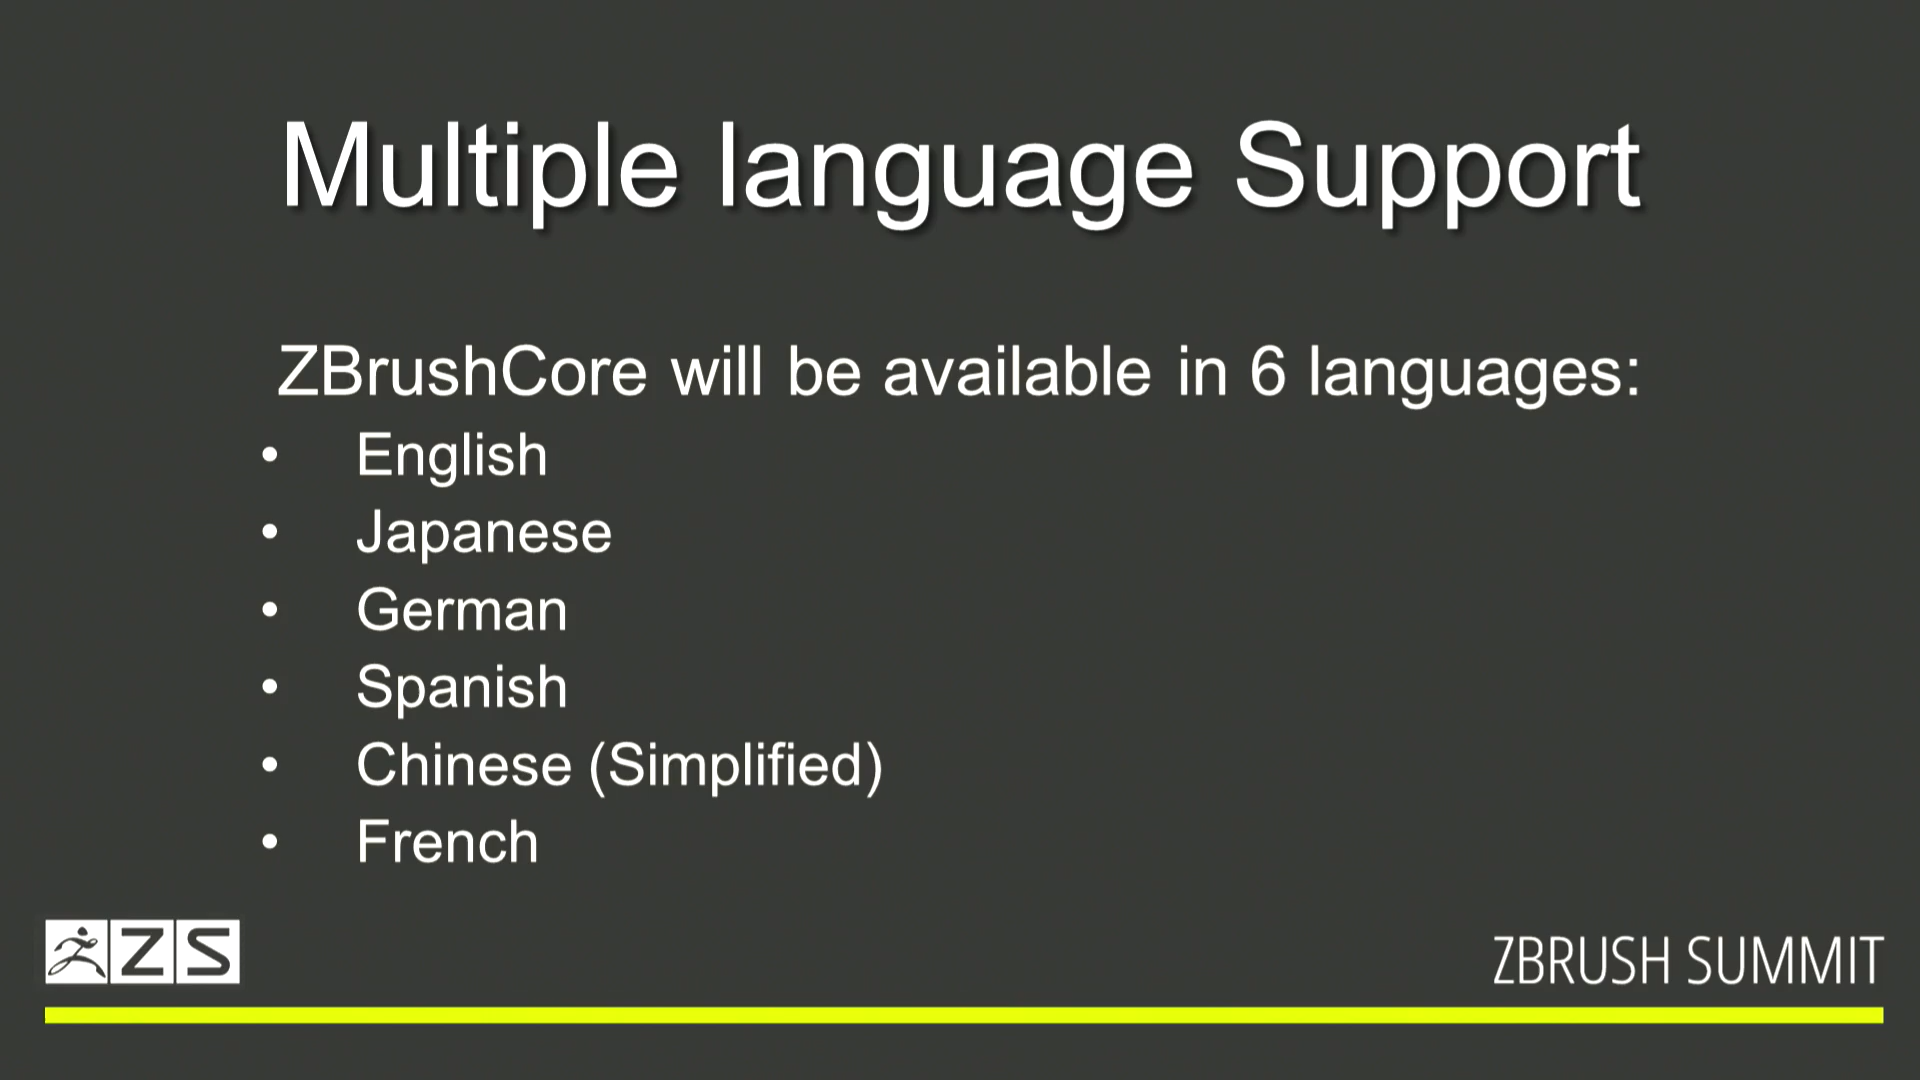 Multiple language Support
ZBrushCore will be available in 6 languages:
• English
• Japanese
• German
• Spanish
• Chinese (Simplified)
• French
ZS
ZBRUSH SUMMIT